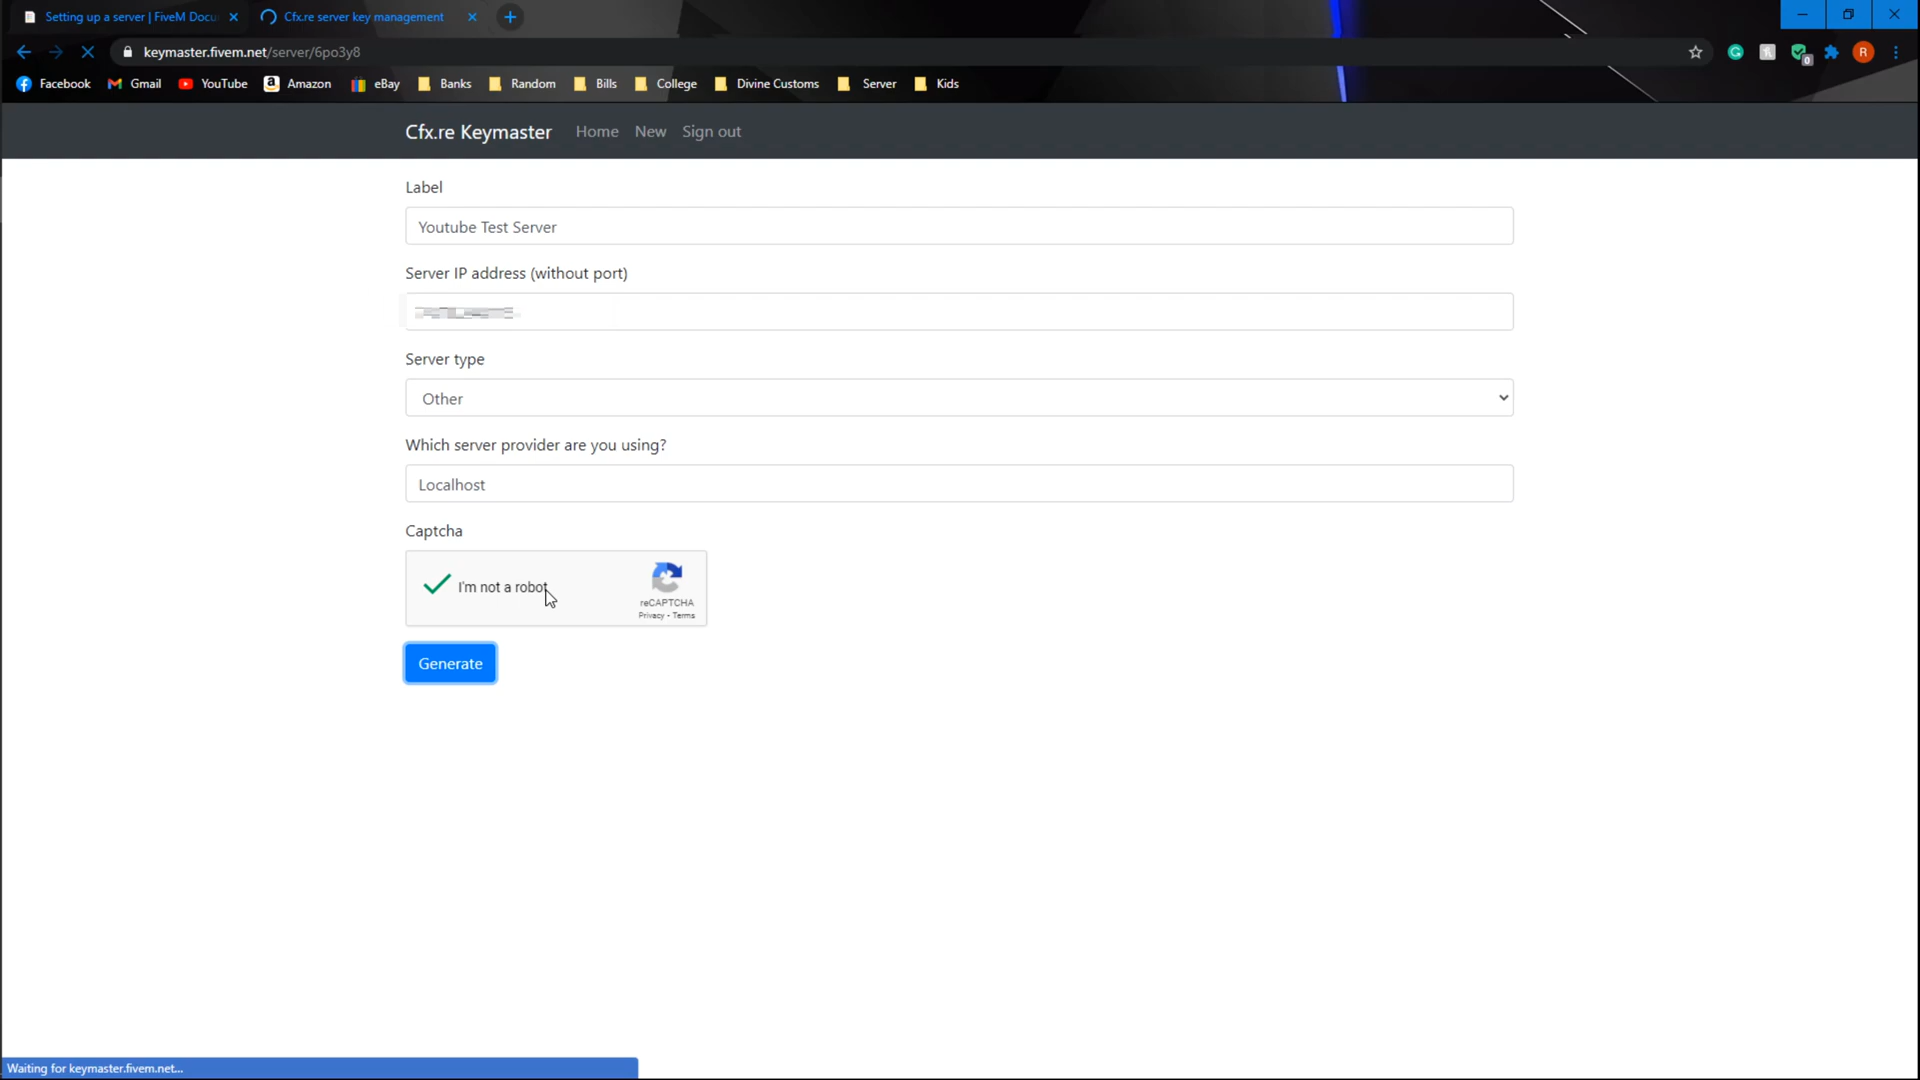 Setting up a server | FiveM Docu
Cfx.re server key management
keymaster.fivem.net/server/6po3y8
0
R
Facebook Gmail YouTube Amazon eBay Banks Random Bills College Divine Customs Server Kids
Cfx.re Keymaster Home New Sign out
Label
Youtube Test Server
Server IP address (without port)
Server type
Other
Which server provider are you using?
Localhost
Captcha
I'm not a robot
reCAPTCHA
Privacy - Terms
Generate
Waiting for keymaster.fivem.net...